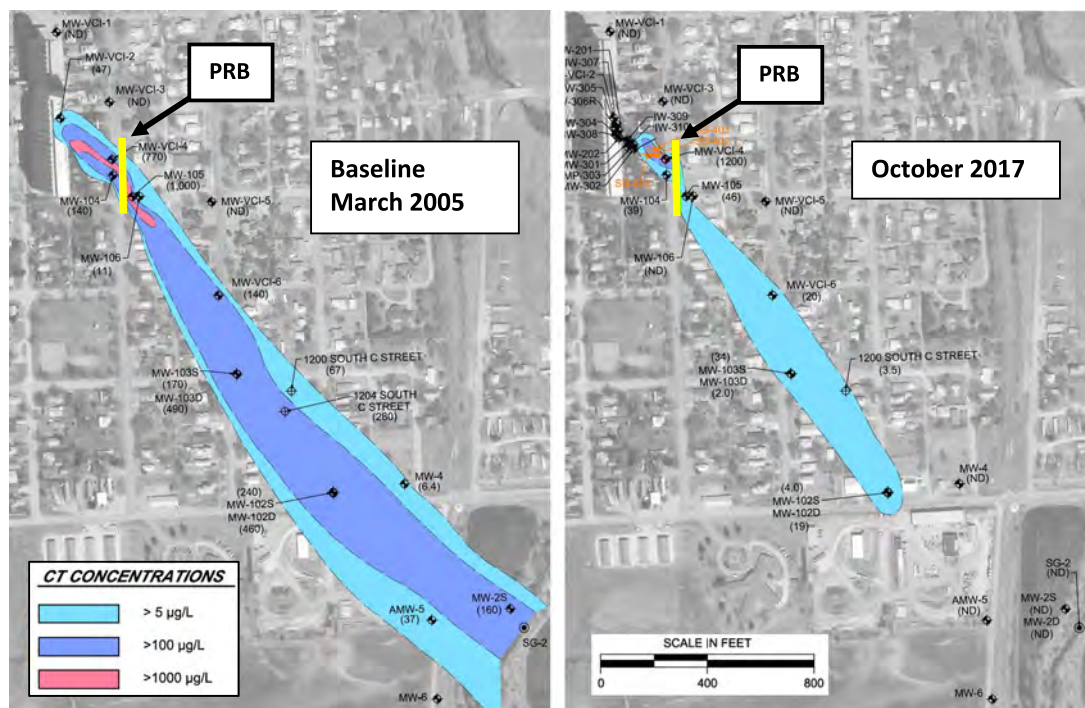 MW-VCI-1
(ND)
MW-VCI-2
(47)
PRB
MW-VCI-3
(ND)
MW-VCI-4
(770)
Baseline
March 2005
MW-105
(1,000)
MW-104
(140)
MW-VCI-5
(ND)
MW-106
(11)
MW-VCI-6
(140)
1200 SOUTH C STREET
(67)
MW-103S
(170)
MW-103D
(490)
1204 SOUTH
C STREET
(280)
MW-4
(6.4)
(240)
MW-102S
MW-102D
(460)
CT CONCENTRATIONS
> 5 µg/L
>100 µg/L
>1000 µg/L
AMW-5
(37)
MW-2S
(160)
SG-2
MW-6
MW-VCI-1
(ND)
W-201
W-307
VCI-2
W-305
W-306R
W-304
W-308
MW-202
MW-301
MP-303
MW-302
PRB
MW-VCI-3
(ND)
IW-309
IW-310
MW-VCI-4
(1200)
October 2017
MW-105
(46)
MW-104
(39)
MW-VCI-5
(ND)
MW-106
(ND)
MW-VCI-6
(20)
(34)
MW-103S
MW-103D
(2.0)
1200 SOUTH C STREET
(3.5)
MW-4
(ND)
(4.0)
MW-102S
MW-102D
(19)
SG-2
(ND)
AMW-5
(ND)
MW-2S
(ND)
MW-2D
(ND)
SCALE IN FEET
0 400 800
MW-6